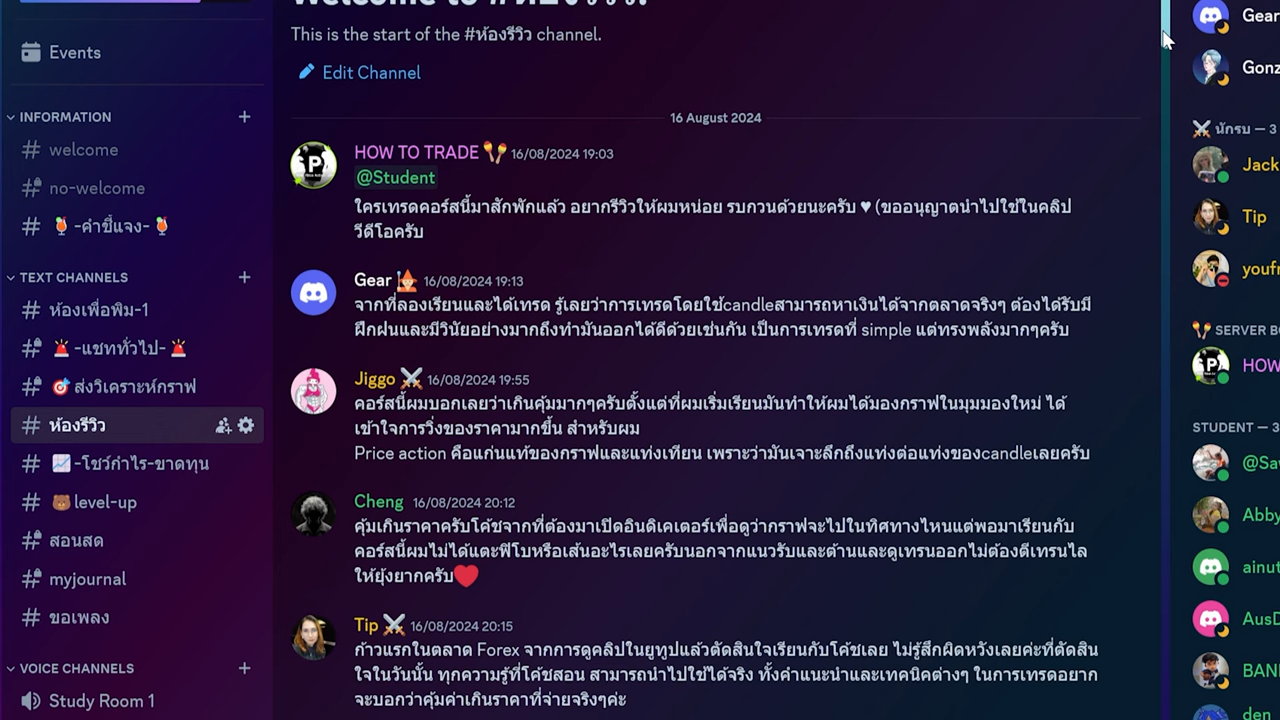 Events
INFORMATION
welcome
no-welcome
-คำชี้แจง-
TEXT CHANNELS
ห้องเพื่อพิม-1
-แชททั่วไป-
ส่งวิเคราะห์กราฟ
ห้องรีวิว
-โชว์กำไร-ขาดทุน
level-up
สอนสด
myjournal
ขอเพลง
VOICE CHANNELS
Study Room 1
This is the start of the #ห้องรีวิว channel.
Edit Channel
16 August 2024
HOW TO TRADE 16/08/2024 19:03
@Student
ใครเทรดคอร์สนี้มาสักพักแล้ว อยากรีวิวให้ผมหน่อย รบกวนด้วยนะครับ ♥ (ขออนุญาตนำไปใช้ในคลิป
วีดีโอครับ
Gear 16/08/2024 19:13
จากที่ลองเรียนและได้เทรด รู้เลยว่าการเทรดโดยใช้candleสามารถหาเงินได้จากตลาดจริงๆ ต้องได้รับมี
ฝึกฝนและมีวินัยอย่างมากถึงทำมันออกได้ดีด้วยเช่นกัน เป็นการเทรดที่ simple แต่ทรงพลังมากๆครับ
Jiggo 16/08/2024 19:55
คอร์สนี้ผมบอกเลยว่าเกินคุ้มมากๆครับตั้งแต่ที่ผมเริ่มเรียนมันทำให้ผมได้มองกราฟในมุมมองใหม่ ได้
เข้าใจการวิ่งของราคามากขึ้น สำหรับผม
Price action คือแก่นแท้ของกราฟและแท่งเทียน เพราะว่ามันเจาะลึกถึงแท่งต่อแท่งของcandleเลยครับ
Cheng 16/08/2024 20:12
คุ้มเกินราคาครับโค้ชจากที่ต้องมาเปิดอินดิเคเตอร์เพื่อดูว่ากราฟจะไปในทิศทางไหนแต่พอมาเรียนกับ
คอร์สนี้ผมไม่ได้แตะฟีโบหรือเส้นอะไรเลยครับนอกจากแนวรับและต้านและดูเทรนออกไม่ต้องตีเทรนไล
ให้ยุ้งยากครับ❤
Tip 16/08/2024 20:15
ก้าวแรกในตลาด Forex จากการดูคลิปในยูทูปแล้วตัดสินใจเรียนกับโค้ชเลย ไม่รู้สึกผิดหวังเลยค่ะที่ตัดสิน
ใจในวันนั้น ทุกความรู้ที่โค้ชสอน สามารถนำไปใช้ได้จริง ทั้งคำแนะนำและเทคนิคต่างๆ ในการเทรดอยาก
จะบอกว่าคุ้มค่าเกินราคาที่จ่ายจริงๆค่ะ
Gear
Gonz
นักรบ — 3
Jack
Tip
youfr
SERVER BO
HOW
STUDENT — 3
@Sav
Abby
ainut
AusD
BANK
den